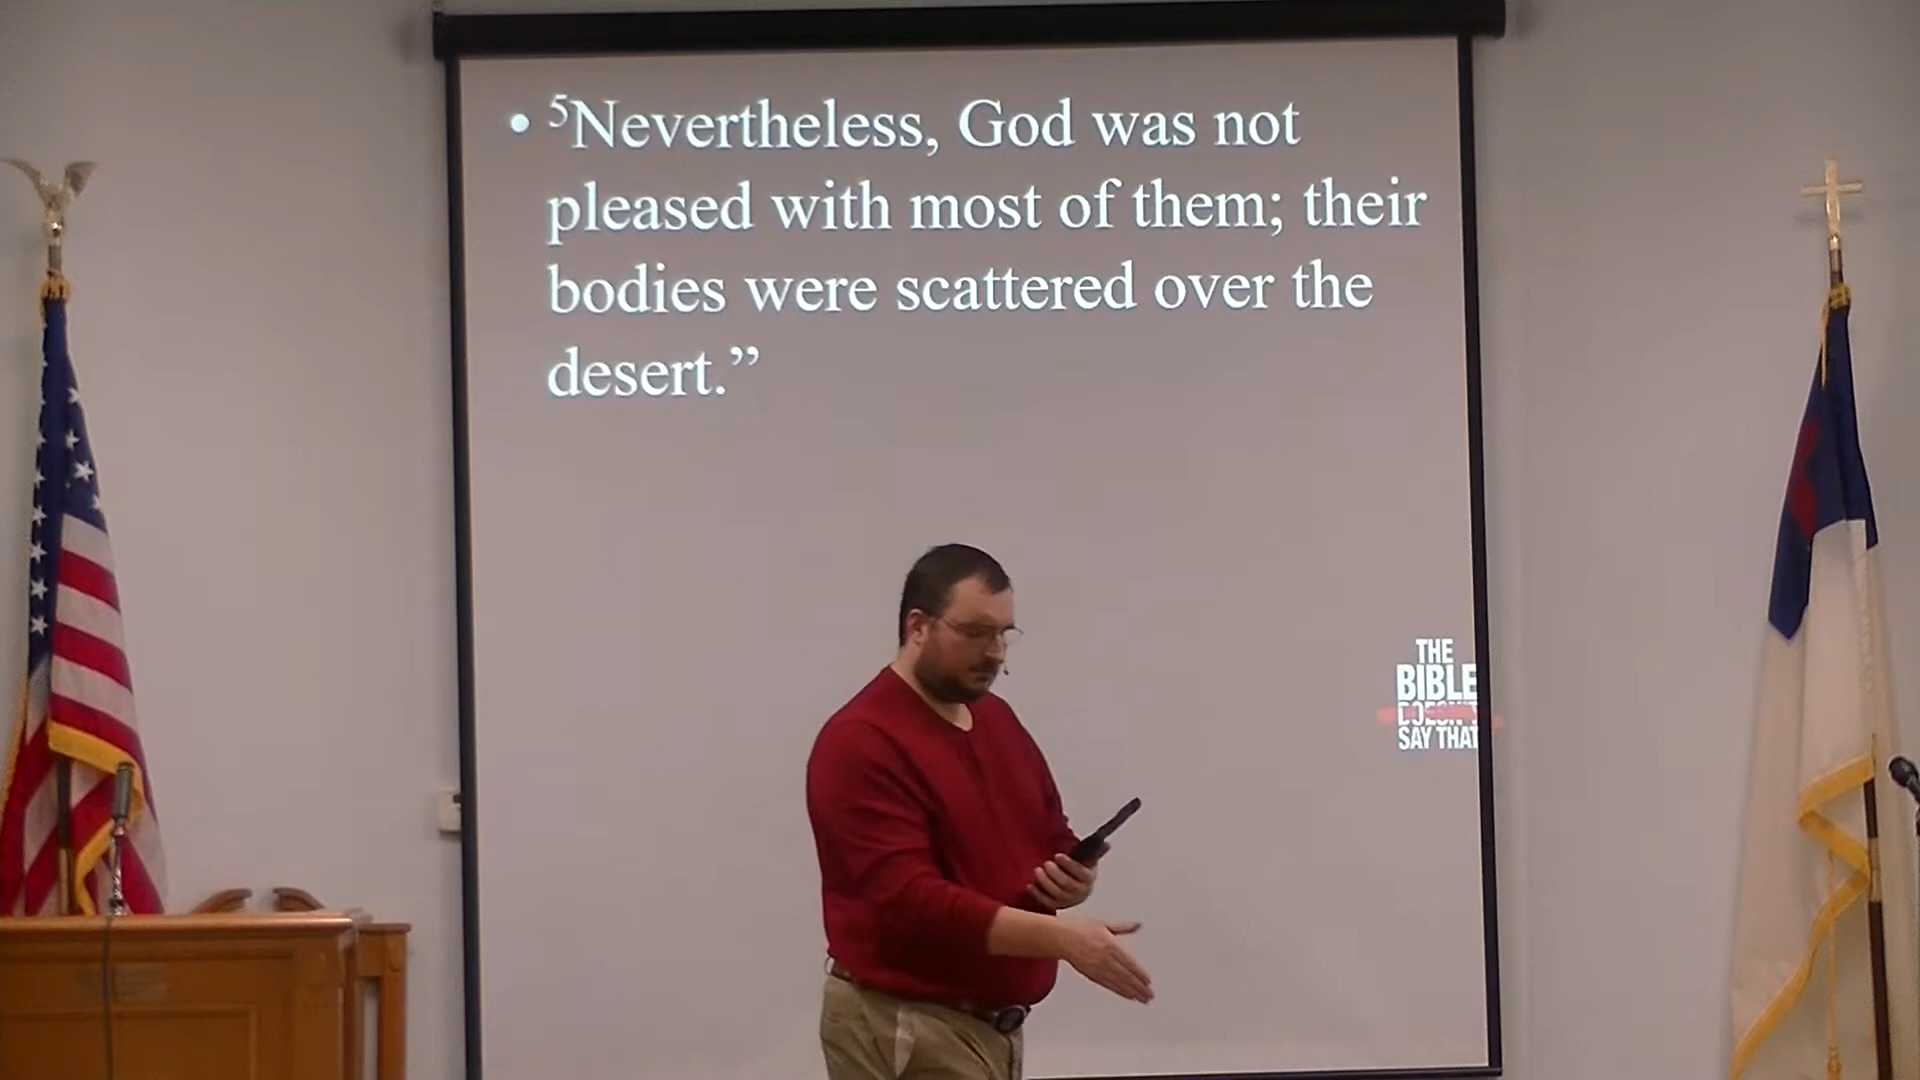 • ⁵Nevertheless, God was not
pleased with most of them; their
bodies were scattered over the
desert.”
THE
BIBLE
DOESN'T
SAY THAT